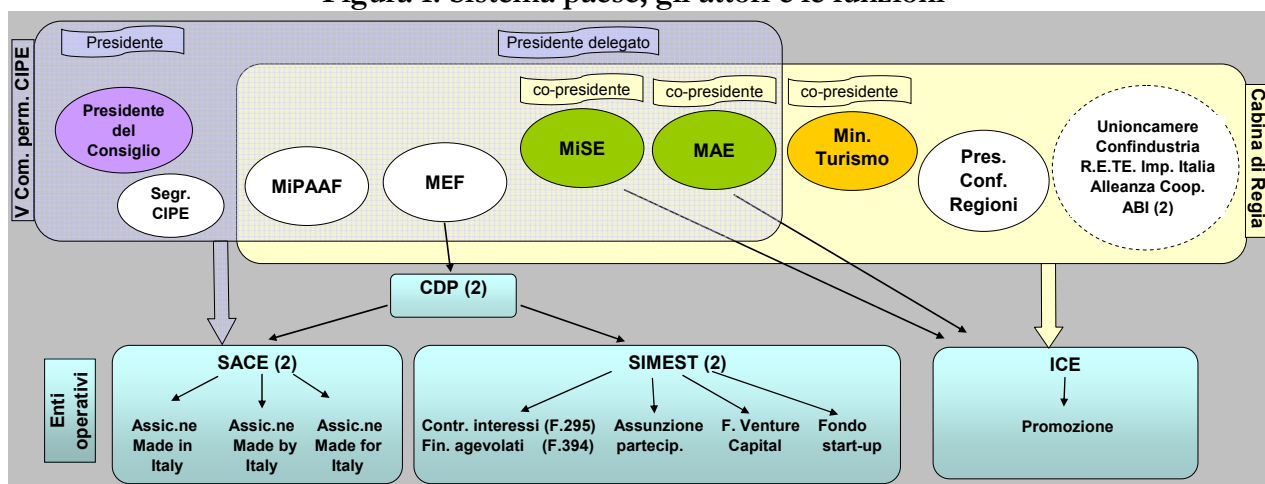 Figura 1. Sistema paese, gli attori e le funzioni
V Com. perm. CIPE
Presidente
Presidente delegato
co-presidente
co-presidente
co-presidente
Presidente
del
Consiglio
Segr.
CIPE
MiPAAF
MEF
MiSE
MAE
Min.
Turismo
Pres.
Conf.
Regioni
Unioncamere
Confindustria
R.E.TE. Imp. Italia
Alleanza Coop.
ABI (2)
Cabina di Regia
CDP (2)
Enti
operativi
SACE (2)
Assic.ne
Made in
Italy
Assic.ne
Made by
Italy
Assic.ne
Made for
Italy
SIMEST (2)
Contr. interessi (F.295)
Fin. agevolati (F.394)
Assunzione
partecip.
F. Venture
Capital
Fondo
start-up
ICE
Promozione